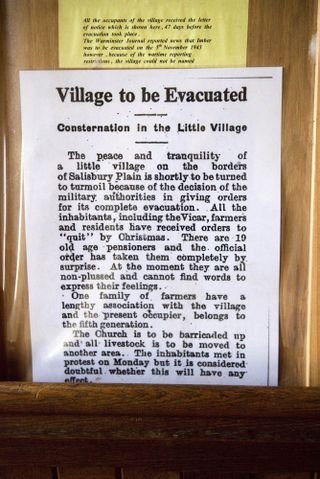 All the occupants of the village received the letter
of notice which is shown here, 47 days before the
evacuation took place.
The Warminster Journal reported news that Imber
was to be evacuated on the 5th November 1943
however, because of the wartime reporting
restrictions, the village could not be named
Village to be Evacuated
Consternation in the Little Village
The peace and tranquility of
a little village on the borders
of Salisbury Plain is shortly to be turned
to turmoil because of the decision of the
military authorities in giving orders
for its complete evacuation. All the
inhabitants, including the Vicar, farmers
and residents have received orders to
"quit" by Christmas. There are 19
old age pensioners and the official
order has taken them completely by
surprise. At the moment they are all
non-plussed and cannot find words to
express their feelings.
One family of farmers have a
lengthy association with the village
and the present occupier, belongs to
the fifth generation.
The Church is to be barricaded up
and all livestock is to be moved to
another area. The inhabitants met in
protest on Monday but it is considered
doubtful whether this will have any
effect.